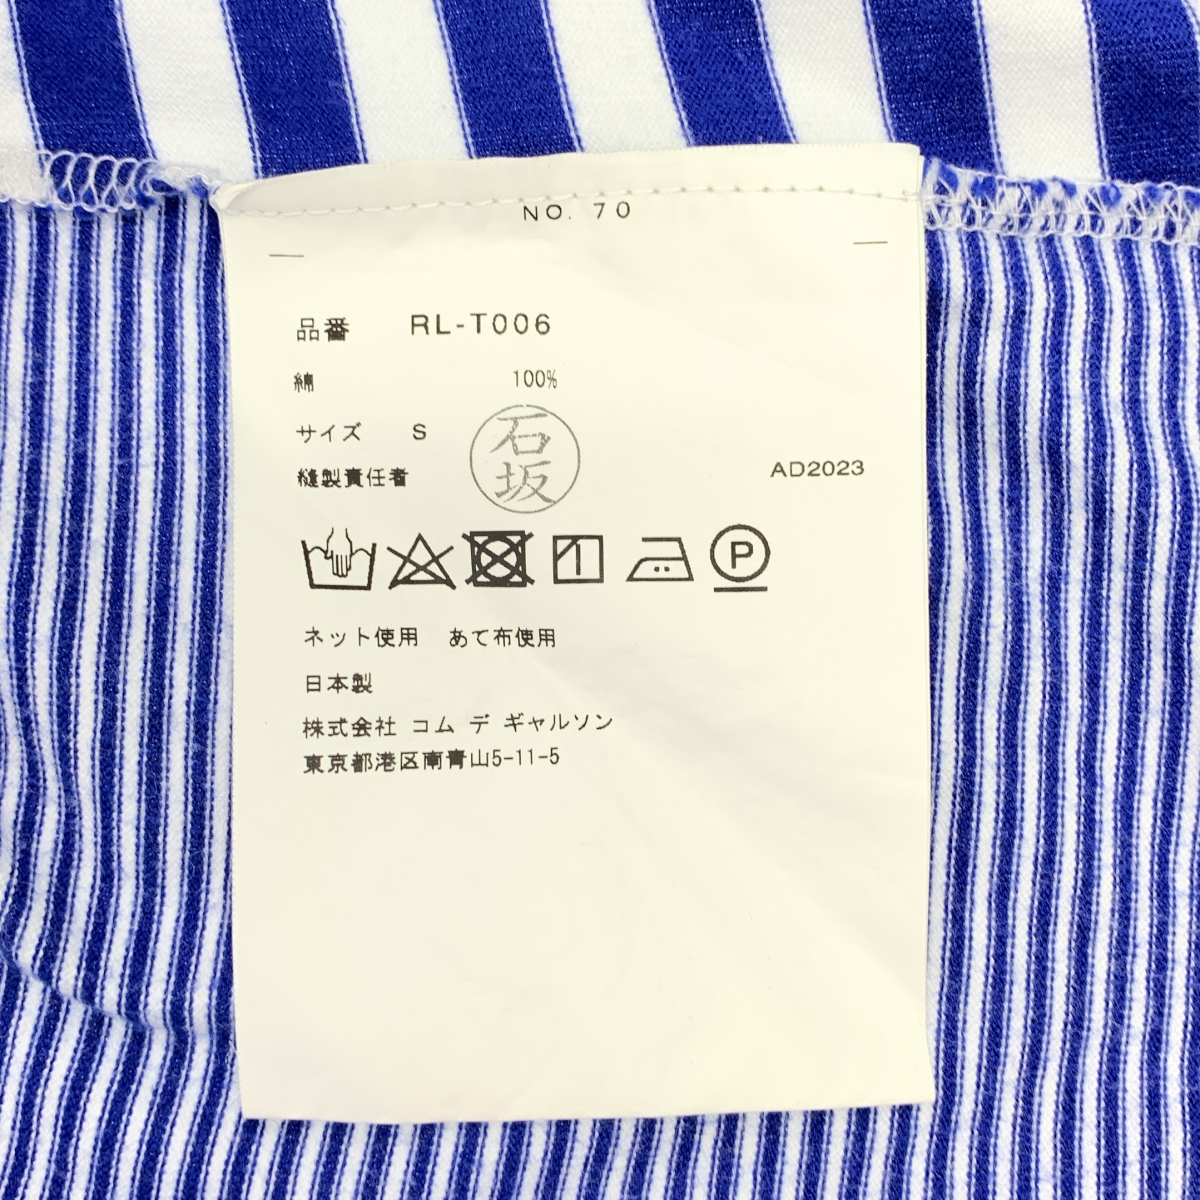 NO. 70
品番 RL-T006
綿 100%
サイズ S
石坂
縫製責任者
AD2023
P
ネット使用 あて布使用
日本製
株式会社 コム デ ギャルソン
東京都港区南青山5-11-5